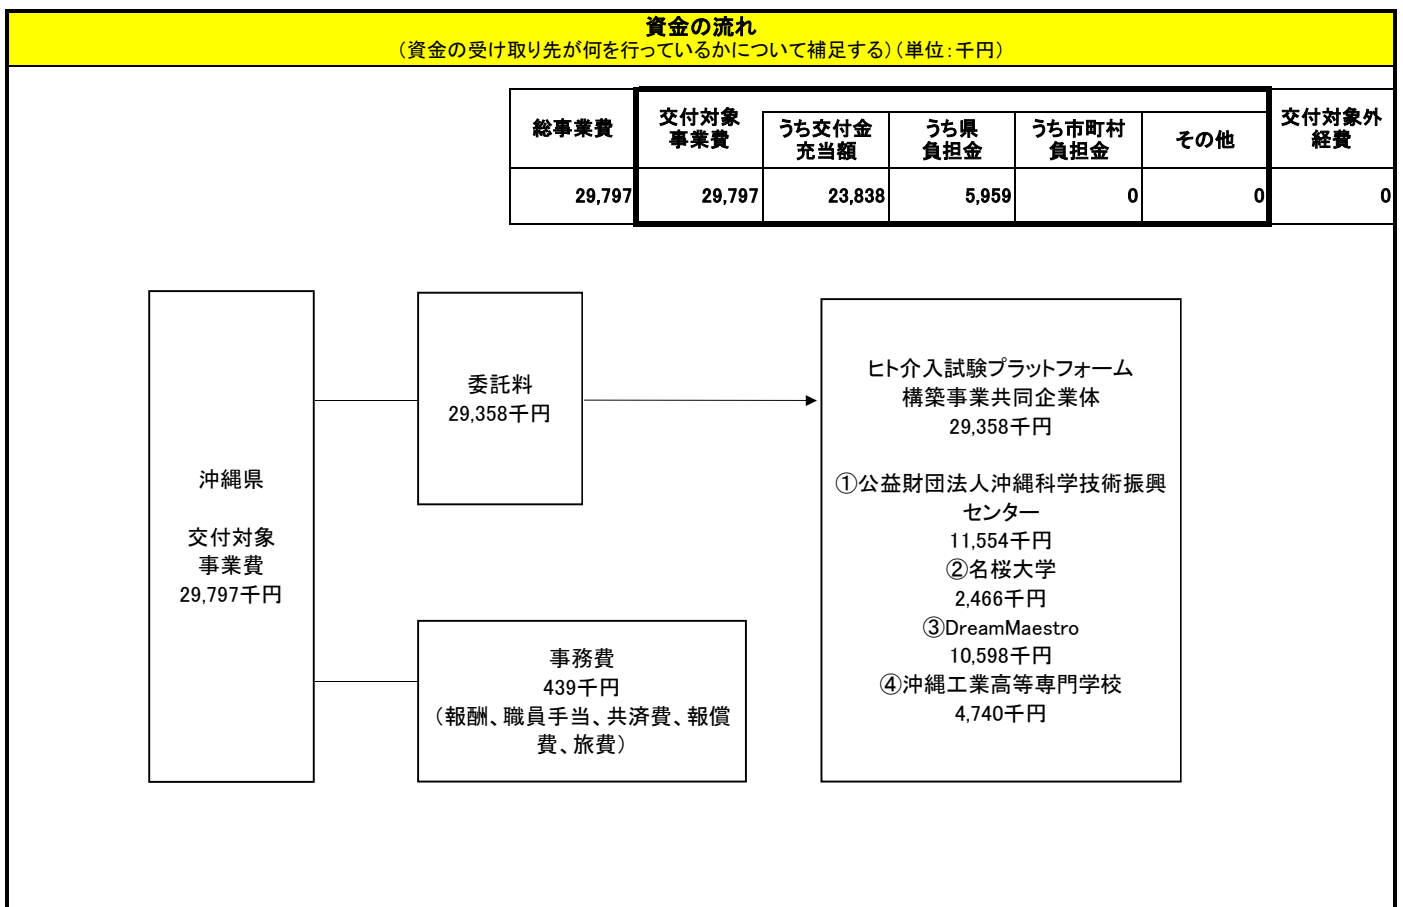 資金の流れ
（資金の受け取り先が何を行っているかについて補足する）（単位：千円）
総事業費
交付対象
事業費
うち交付金
充当額
うち県
負担金
うち市町村
負担金
その他
交付対象外
経費
29,797
29,797
23,838
5,959
0
0
0
沖縄県
交付対象
事業費
29,797千円
委託料
29,358千円
事務費
439千円
（報酬、職員手当、共済費、報償
費、旅費）
ヒト介入試験プラットフォーム
構築事業共同企業体
29,358千円
①公益財団法人沖縄科学技術振興
センター
11,554千円
②名桜大学
2,466千円
③DreamMaestro
10,598千円
④沖縄工業高等専門学校
4,740千円